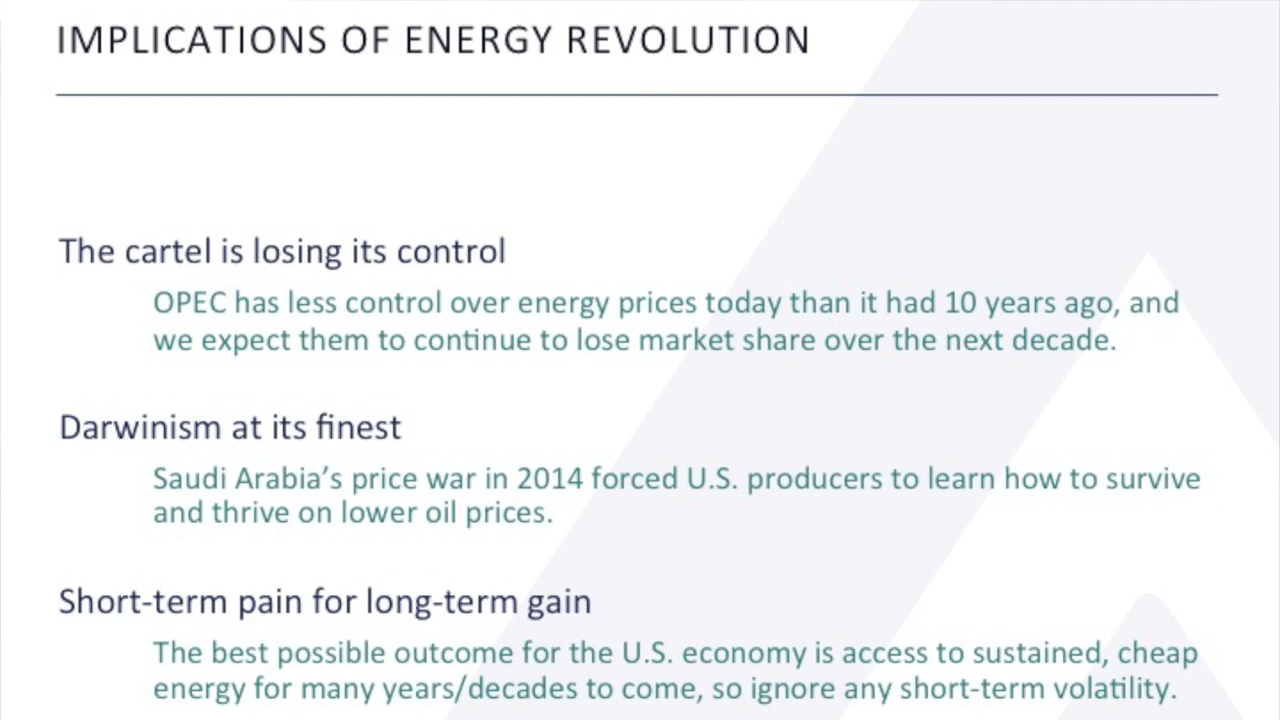 IMPLICATIONS OF ENERGY REVOLUTION
The cartel is losing its control
OPEC has less control over energy prices today than it had 10 years ago, and
we expect them to continue to lose market share over the next decade.
Darwinism at its finest
Saudi Arabia’s price war in 2014 forced U.S. producers to learn how to survive
and thrive on lower oil prices.
Short-term pain for long-term gain
The best possible outcome for the U.S. economy is access to sustained, cheap
energy for many years/decades to come, so ignore any short-term volatility.